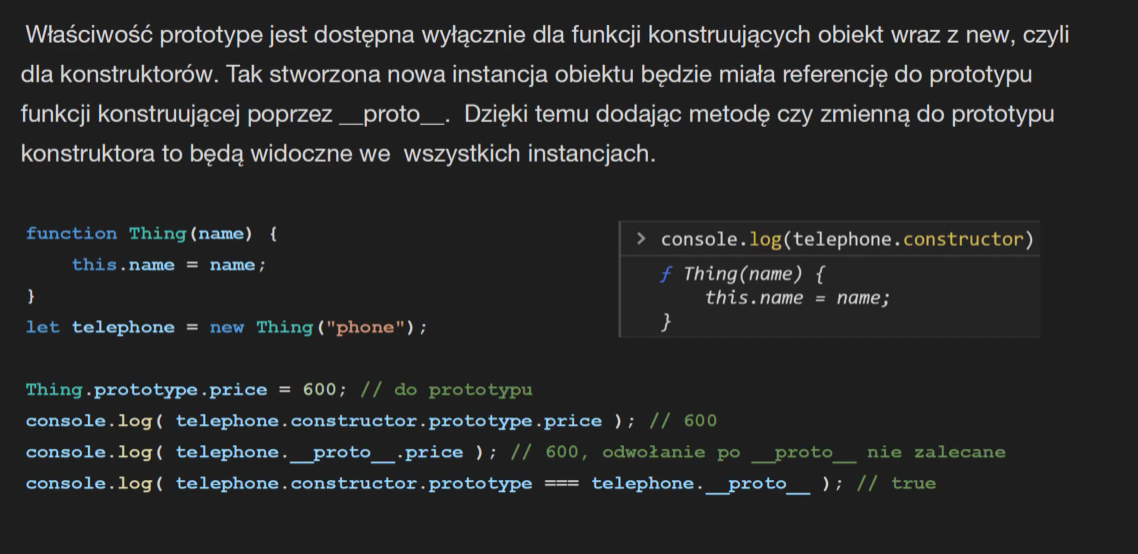 Właściwość prototype jest dostępna wyłącznie dla funkcji konstruujących obiekt wraz z new, czyli
dla konstruktorów. Tak stworzona nowa instancja obiektu będzie miała referencję do prototypu
funkcji konstruującej poprzez __proto__.  Dzięki temu dodając metodę czy zmienną do prototypu
konstruktora to będą widoczne we  wszystkich instancjach.
function Thing(name) {
    this.name = name;
}
let telephone = new Thing("phone");
> console.log(telephone.constructor)
ƒ Thing(name) {
    this.name = name;
}
Thing.prototype.price = 600; // do prototypu
console.log( telephone.constructor.prototype.price ); // 600
console.log( telephone.__proto__.price ); // 600, odwołanie po __proto__ nie zalecane
console.log( telephone.constructor.prototype === telephone.__proto__ ); // true